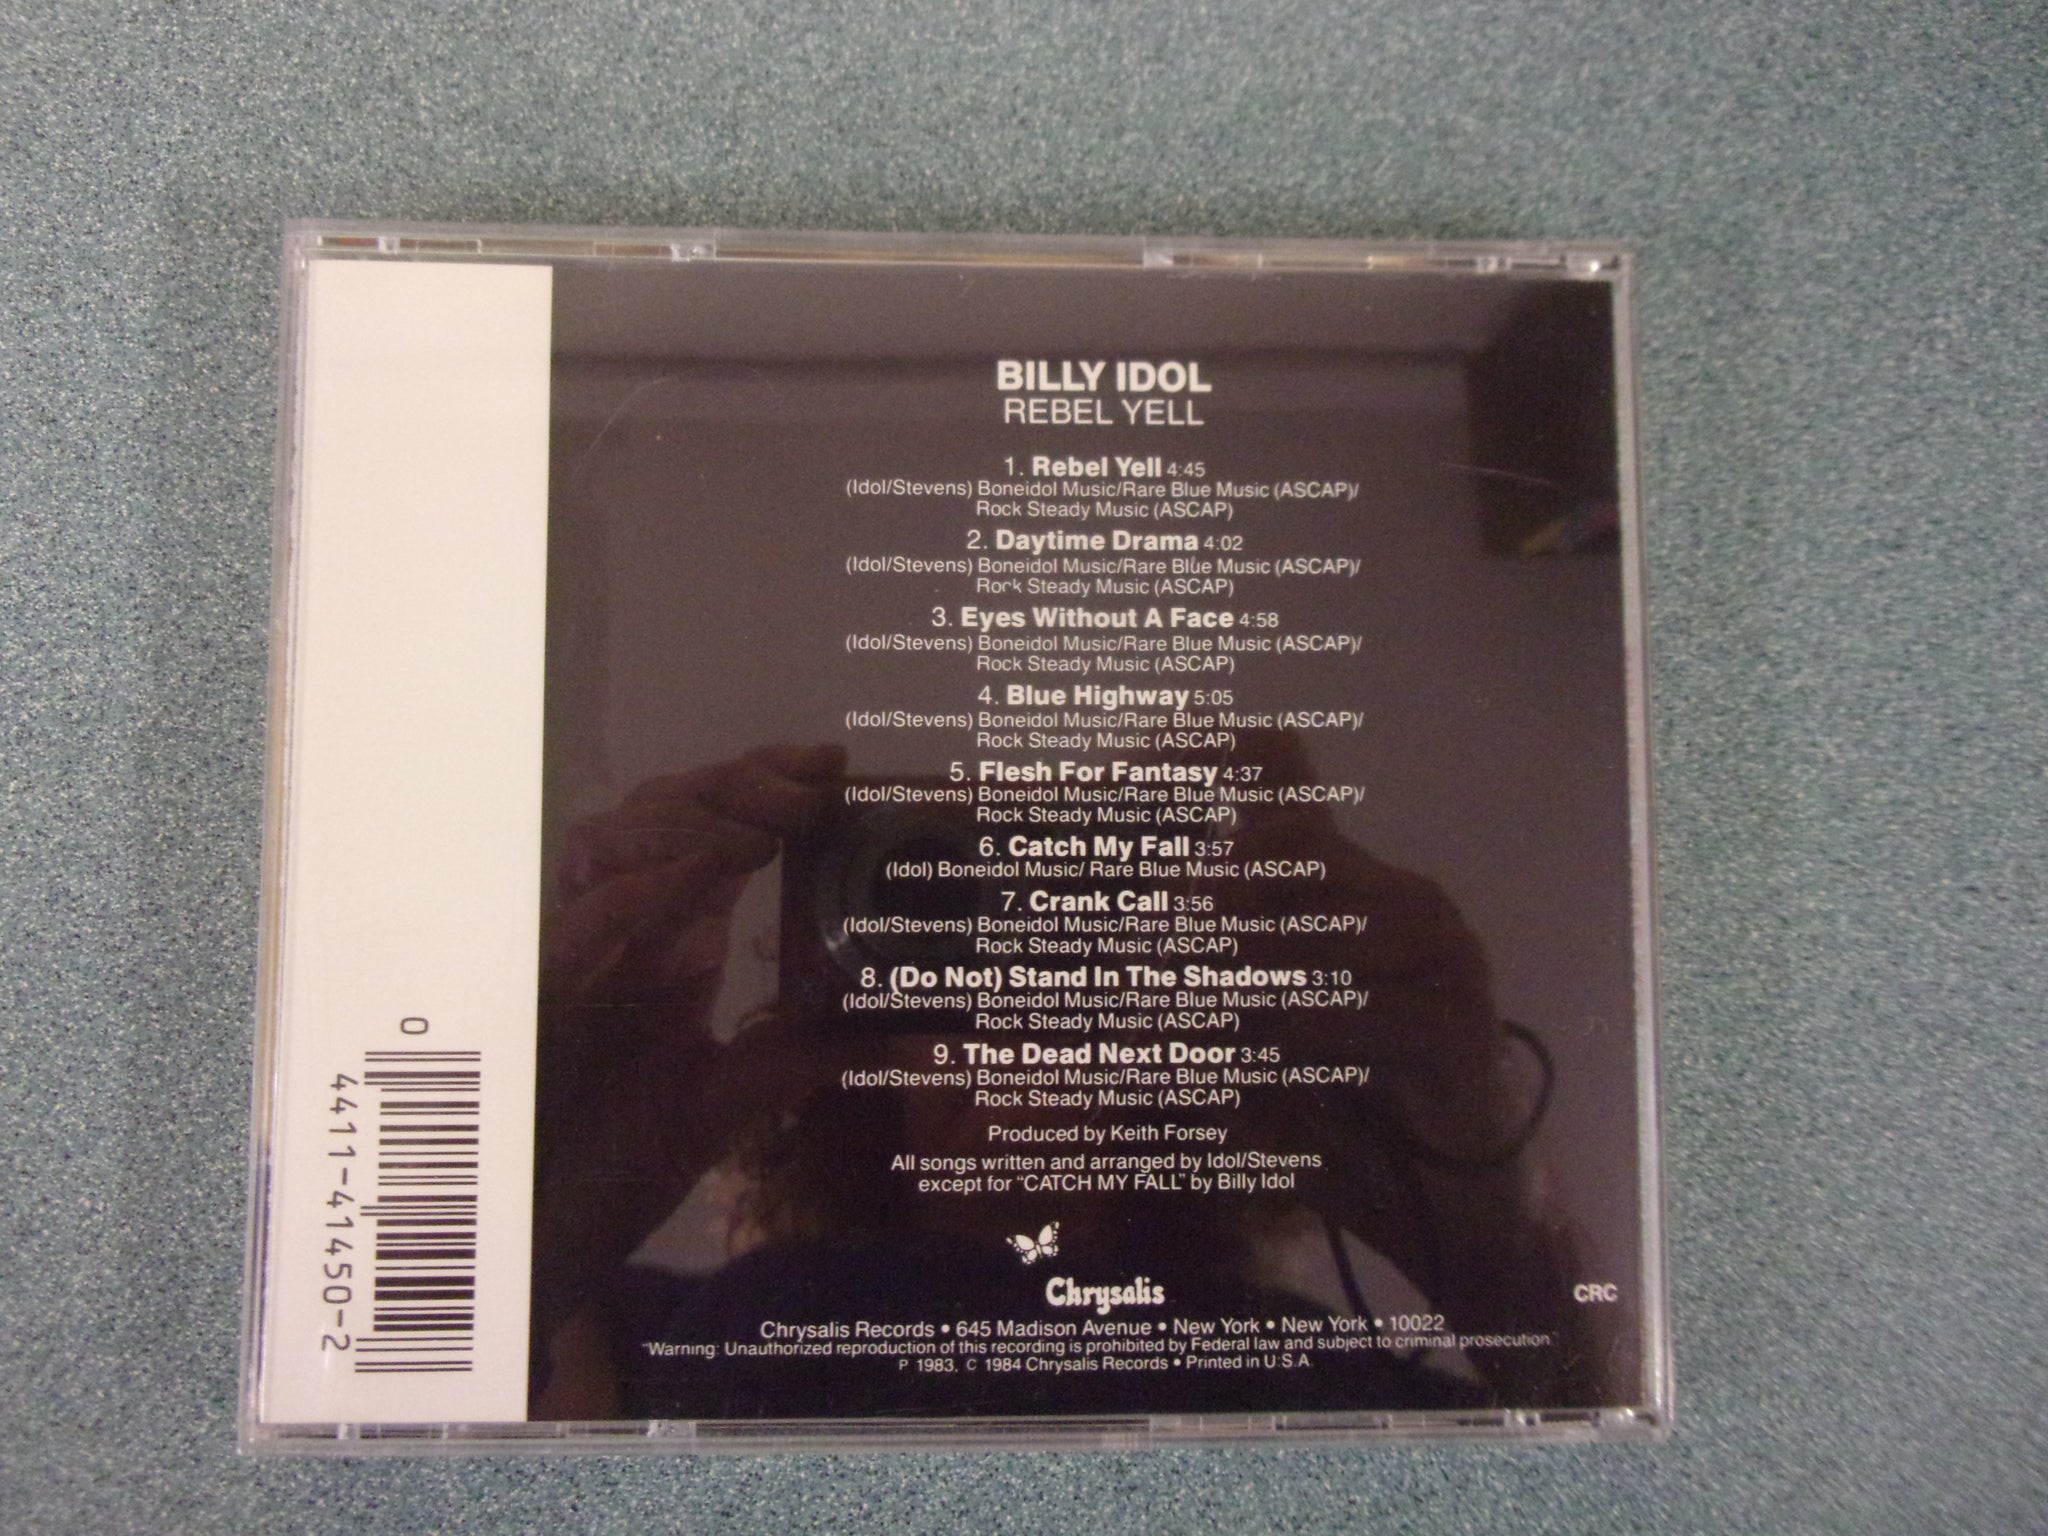 BILLY IDOL
REBEL YELL
1. Rebel Yell 4:45
(Idol/Stevens) Boneidol Music/Rare Blue Music (ASCAP)/
Rock Steady Music (ASCAP)
2. Daytime Drama 4:02
(Idol/Stevens) Boneidol Music/Rare Blue Music (ASCAP)/
Rock Steady Music (ASCAP)
3. Eyes Without A Face 4:58
(Idol/Stevens) Boneidol Music/Rare Blue Music (ASCAP)/
Rock Steady Music (ASCAP)
4. Blue Highway 5:05
(Idol/Stevens) Boneidol Music/Rare Blue Music (ASCAP)/
Rock Steady Music (ASCAP)
5. Flesh For Fantasy 4:37
(Idol/Stevens) Boneidol Music/Rare Blue Music (ASCAP)/
Rock Steady Music (ASCAP)
6. Catch My Fall 3:57
(Idol) Boneidol Music/ Rare Blue Music (ASCAP)
7. Crank Call 3:56
(Idol/Stevens) Boneidol Music/Rare Blue Music (ASCAP)/
Rock Steady Music (ASCAP)
8. (Do Not) Stand In The Shadows 3:10
(Idol/Stevens) Boneidol Music/Rare Blue Music (ASCAP)/
Rock Steady Music (ASCAP)
9. The Dead Next Door 3:45
(Idol/Stevens) Boneidol Music/Rare Blue Music (ASCAP)/
Rock Steady Music (ASCAP)
Produced by Keith Forsey
All songs written and arranged by Idol/Stevens
except for "CATCH MY FALL" by Billy Idol
Chrysalis
CRC
Chrysalis Records • 645 Madison Avenue • New York • New York • 10022
"Warning: Unauthorized reproduction of this recording is prohibited by Federal law and subject to criminal prosecution."
P 1983, C 1984 Chrysalis Records • Printed in U.S.A.
0 4411-41450-2